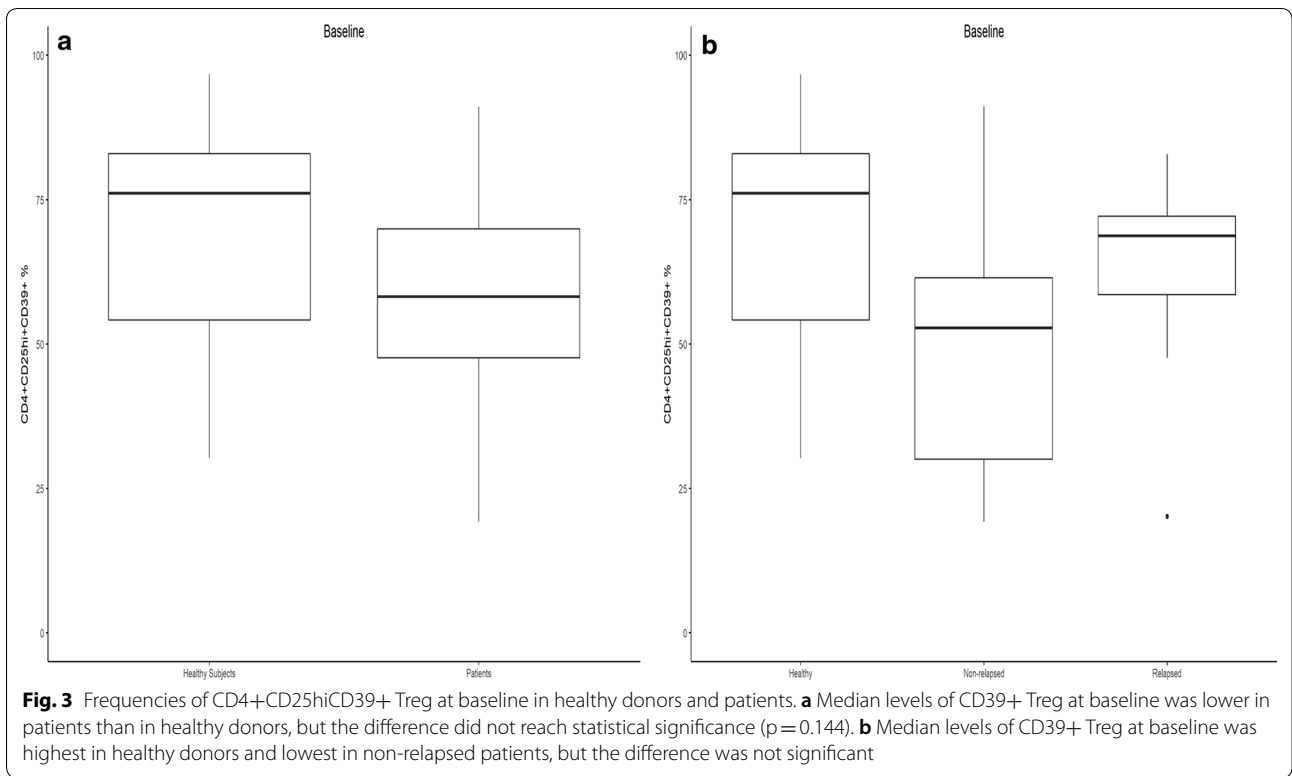 a
Baseline
100
75
50
25
0
CD4+CD25hi+CD39+ %
Healthy Subjects
Patients
b
Baseline
100
75
50
25
0
CD4+CD25hi+CD39+ %
Healthy
Non-relapsed
Relapsed
Fig. 3 Frequencies of CD4+CD25hiCD39+ Treg at baseline in healthy donors and patients. a Median levels of CD39+ Treg at baseline was lower in
patients than in healthy donors, but the difference did not reach statistical significance (p = 0.144). b Median levels of CD39+ Treg at baseline was
highest in healthy donors and lowest in non-relapsed patients, but the difference was not significant